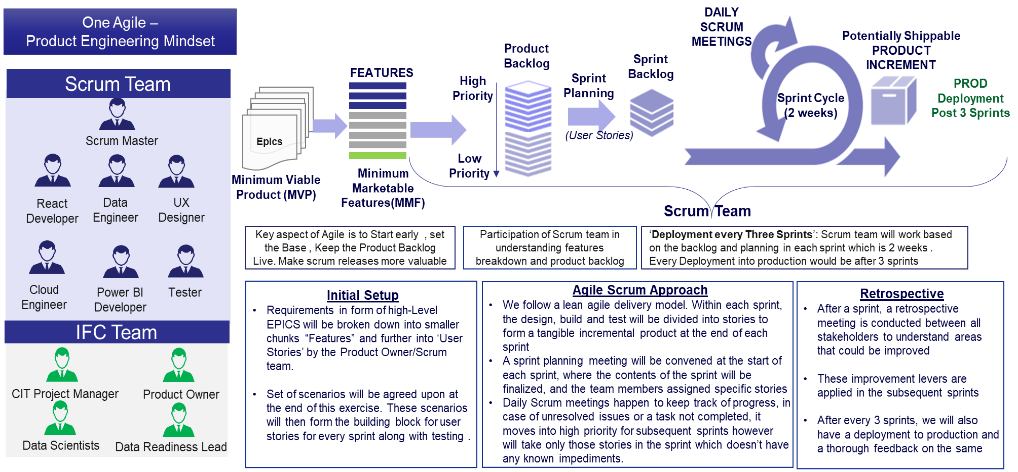 One Agile –
Product Engineering Mindset
Scrum Team
Scrum Master
React
Developer
Data
Engineer
UX
Designer
Cloud
Engineer
Power BI
Developer
Tester
IFC Team
CIT Project Manager
Product Owner
Data Scientists
Data Readiness Lead
Epics
Minimum Viable
Product (MVP)
FEATURES
Minimum
Marketable
Features(MMF)
High
Priority
Low
Priority
Product
Backlog
Sprint
Planning
(User Stories)
Sprint
Backlog
DAILY
SCRUM
MEETINGS
Sprint Cycle
(2 weeks)
Potentially Shippable
PRODUCT
INCREMENT
PROD
Deployment
Post 3 Sprints
Scrum Team
Key aspect of Agile is to Start early , set
the Base , Keep the Product Backlog
Live. Make scrum releases more valuable
Participation of Scrum team in
understanding features
breakdown and product backlog
'Deployment every Three Sprints': Scrum team will work based
on the backlog and planning in each sprint which is 2 weeks .
Every Deployment into production would be after 3 sprints
Initial Setup
• Requirements in form of high-Level
EPICS will be broken down into smaller
chunks "Features" and further into 'User
Stories' by the Product Owner/Scrum
team.
• Set of scenarios will be agreed upon at
the end of this exercise. These scenarios
will then form the building block for user
stories for every sprint along with testing .
Agile Scrum Approach
• We follow a lean agile delivery model. Within each sprint,
the design, build and test will be divided into stories to
form a tangible incremental product at the end of each
sprint
• A sprint planning meeting will be convened at the start of
each sprint, where the contents of the sprint will be
finalized, and the team members assigned specific stories
• Daily Scrum meetings happen to keep track of progress, in
case of unresolved issues or a task not completed, it
moves into high priority for subsequent sprints however
will take only those stories in the sprint which doesn't have
any known impediments.
Retrospective
• After a sprint, a retrospective
meeting is conducted between all
stakeholders to understand areas
that could be improved
• These improvement levers are
applied in the subsequent sprints
• After every 3 sprints, we will also
have a deployment to production and
a thorough feedback on the same